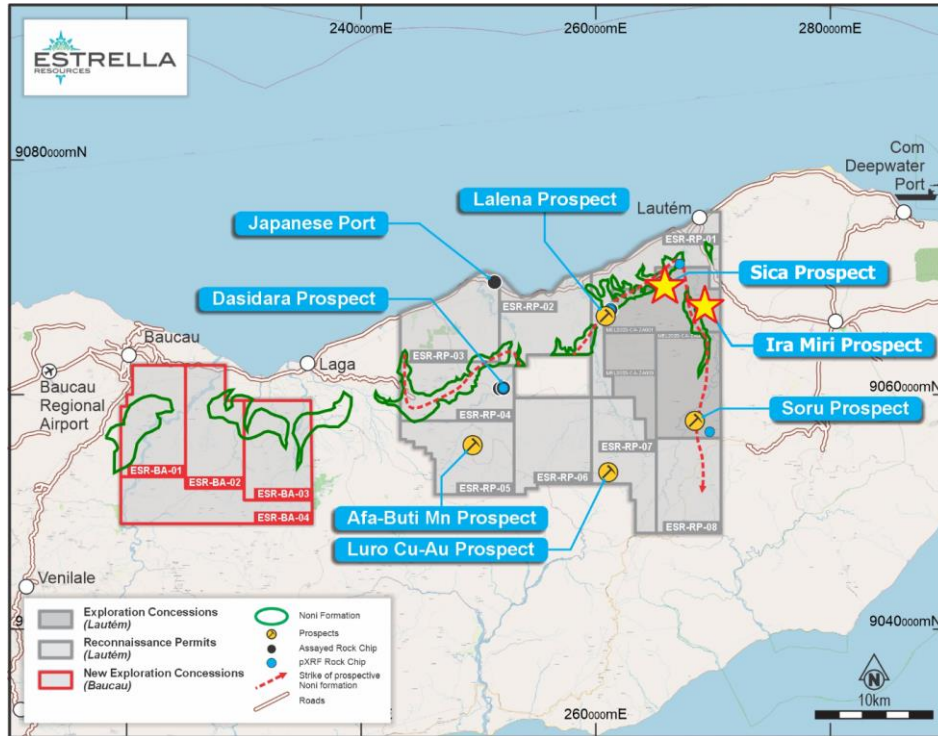 ESTRELLA
RESOURCES
240000mE
260000mE
280000mE
9080000mN
Com
Deepwater
Port
Lalena Prospect
Lautém
Japanese Port
ESR-RP-01
Sica Prospect
Dasidara Prospect
ESR-RP-02
Baucau
Ira Miri Prospect
ESR-RP-03
Laga
Baucau
Regional
Airport
9060000mN
ESR-RP-04
Soru Prospect
ESR-BA-01
ESR-BA-02
ESR-BA-03
ESR-BA-04
ESR-RP-05
ESR-RP-06
ESR-RP-07
ESR-RP-08
Afa-Buti Mn Prospect
Luro Cu-Au Prospect
Venilale
Exploration Concessions
(Lautém)
Reconnaissance Permits
(Lautém)
New Exploration Concessions
(Baucau)
Noni Formation
Prospects
Assayed Rock Chip
pXRF Rock Chip
Strike of prospective
Noni formation
Roads
9040000mN
N
10km
260000mE